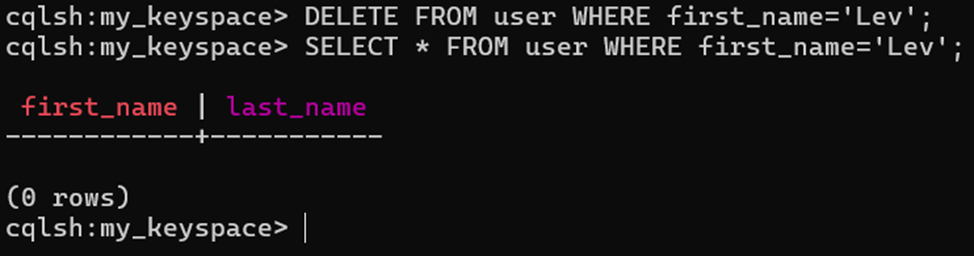 cqlsh:my_keyspace> DELETE FROM user WHERE first_name='Lev';
cqlsh:my_keyspace> SELECT * FROM user WHERE first_name='Lev';
 first_name | last_name
------------+-----------
(0 rows)
cqlsh:my_keyspace>